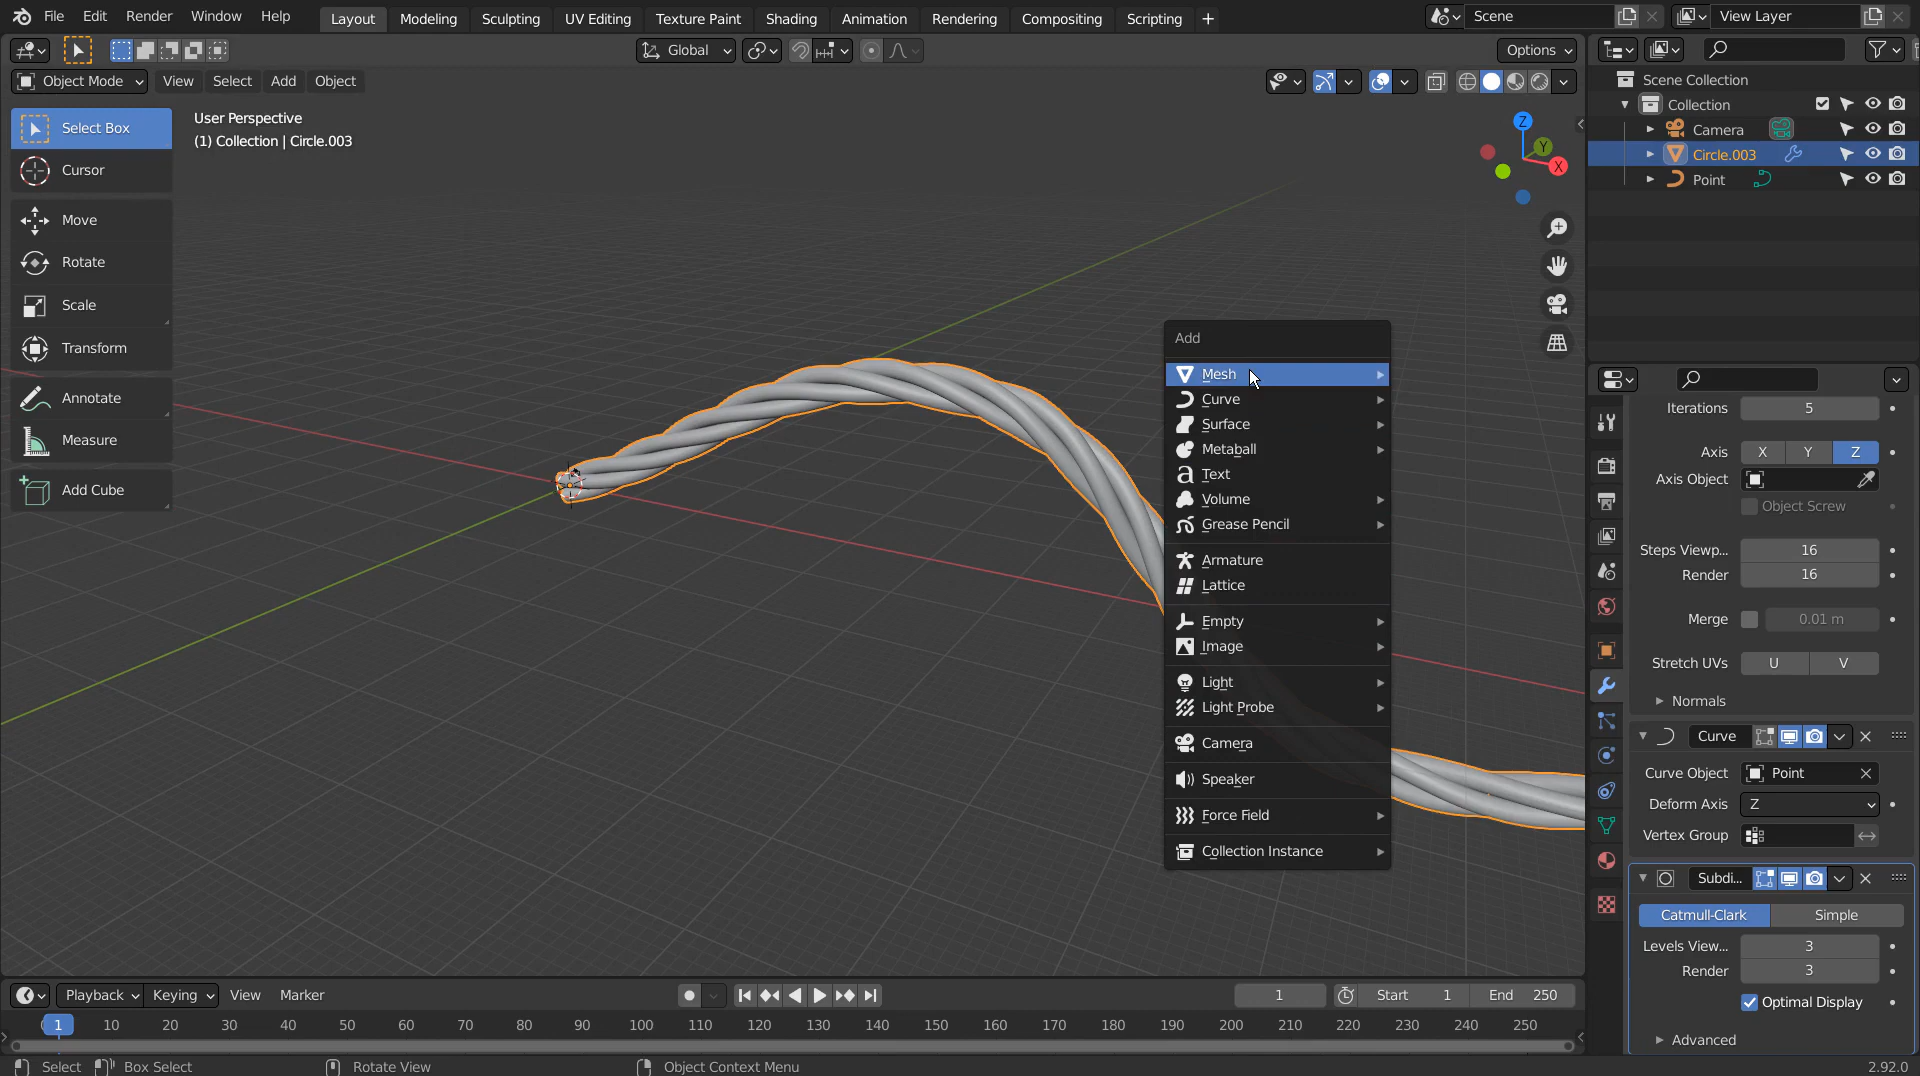 File Edit Render Window Help Layout Modeling Sculpting UV Editing Texture Paint Shading Animation Rendering Compositing Scripting + Scene View Layer
Global Options
Object Mode View Select Add Object
Scene Collection
Collection
Camera
Circle.003
Point
Select Box
Cursor
Move
Rotate
Scale
Transform
Annotate
Measure
Add Cube
User Perspective
(1) Collection | Circle.003
Z
Y
X
Add
Mesh
Curve
Surface
Metaball
Text
Volume
Grease Pencil
Armature
Lattice
Empty
Image
Light
Light Probe
Camera
Speaker
Force Field
Collection Instance
Iterations 5
Axis X Y Z
Axis Object
Object Screw
Steps Viewp... 16
Render 16
Merge 0.01 m
Stretch UVs U V
Normals
Curve
Curve Object Point
Deform Axis Z
Vertex Group
Subdi...
Catmull-Clark Simple
Levels View... 3
Render 3
Optimal Display
Advanced
Playback Keying View Marker 1 Start 1 End 250
1 10 20 30 40 50 60 70 80 90 100 110 120 130 140 150 160 170 180 190 200 210 220 230 240 250
Select Box Select Rotate View Object Context Menu 2.92.0